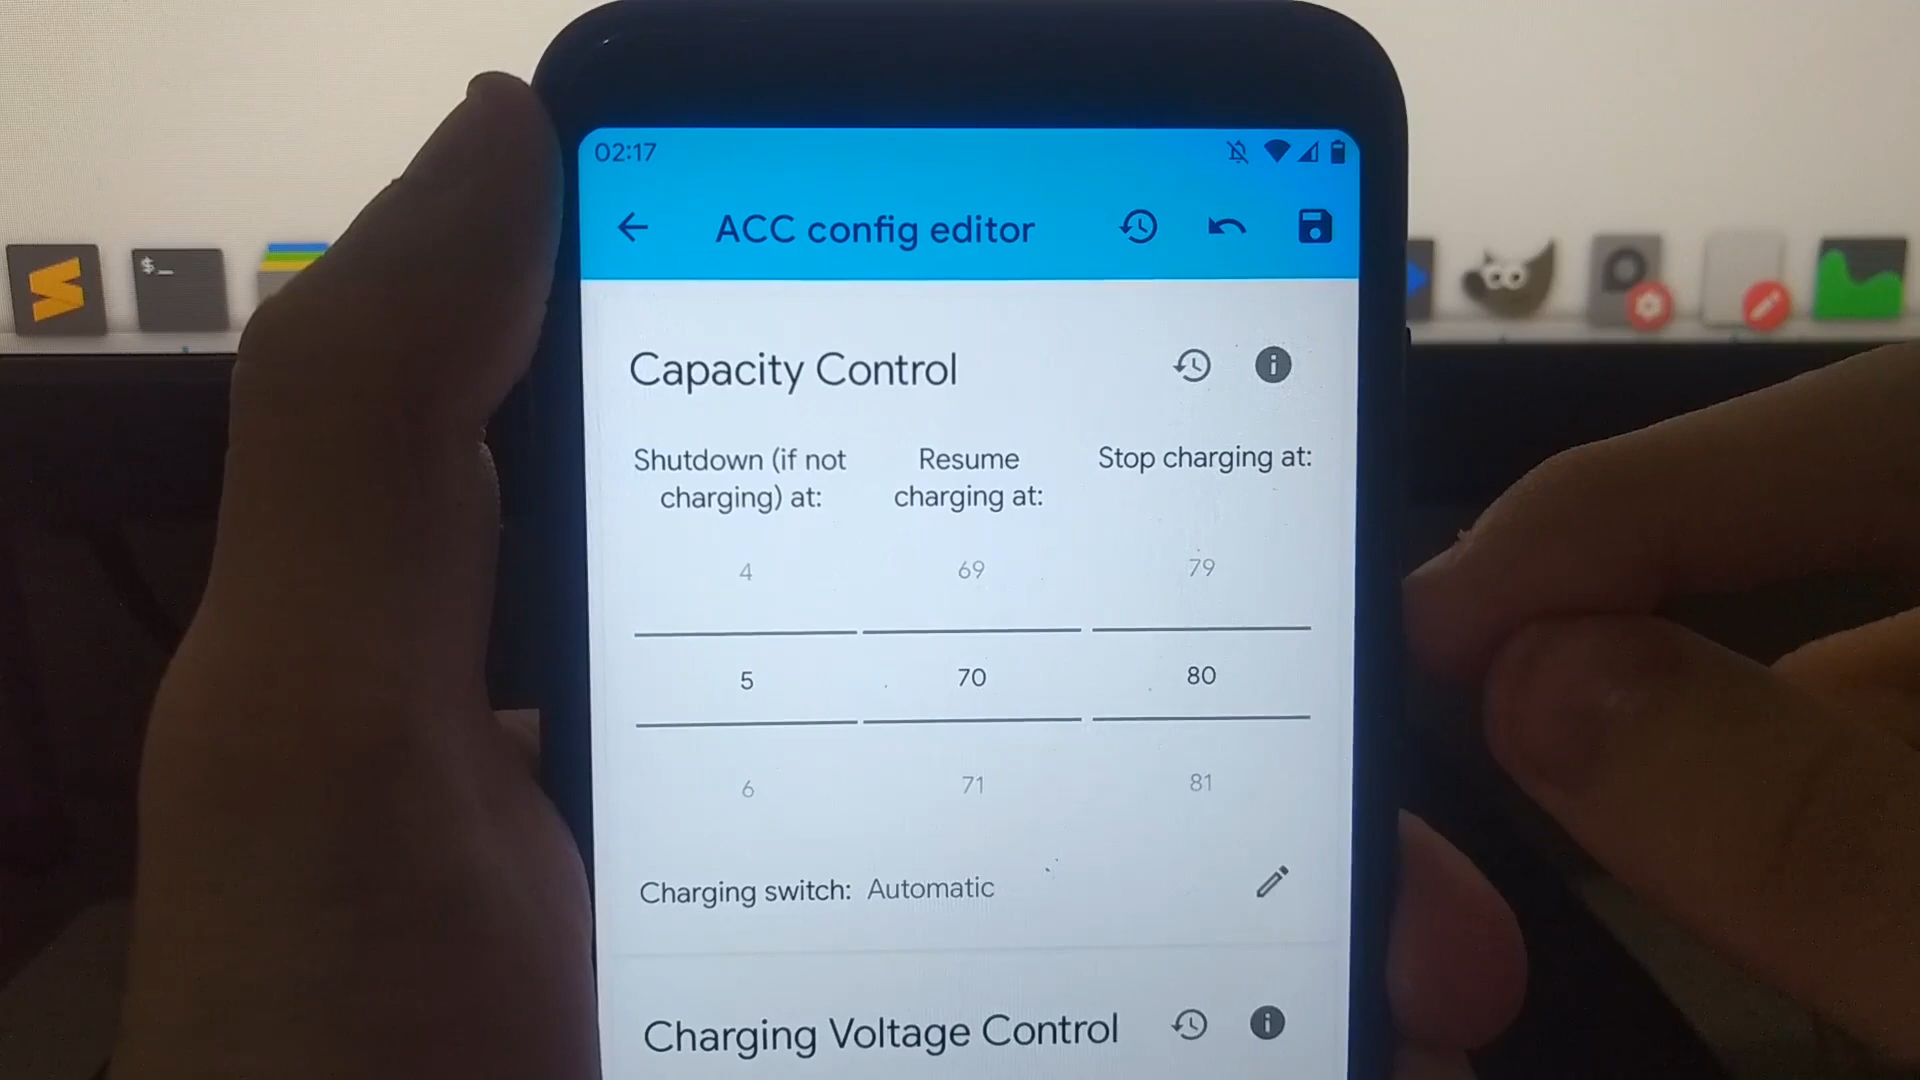 02:17
ACC config editor
Capacity Control
Shutdown (if not
charging) at:
Resume
charging at:
Stop charging at:
4 69 79
5 70 80
6 71 81
Charging switch: Automatic
Charging Voltage Control
$_